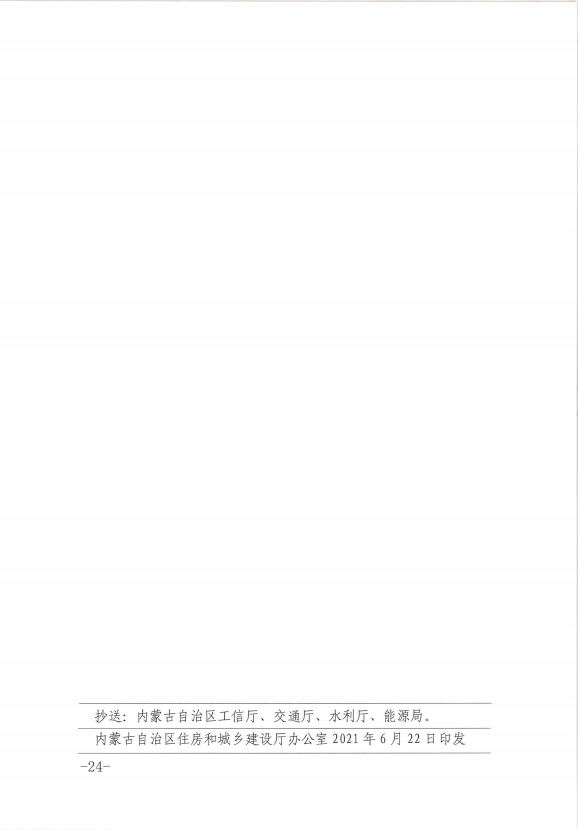 抄送：内蒙古自治区工信厅、交通厅、水利厅、能源局。
内蒙古自治区住房和城乡建设厅办公室 2021 年 6 月 22 日印发
-24-